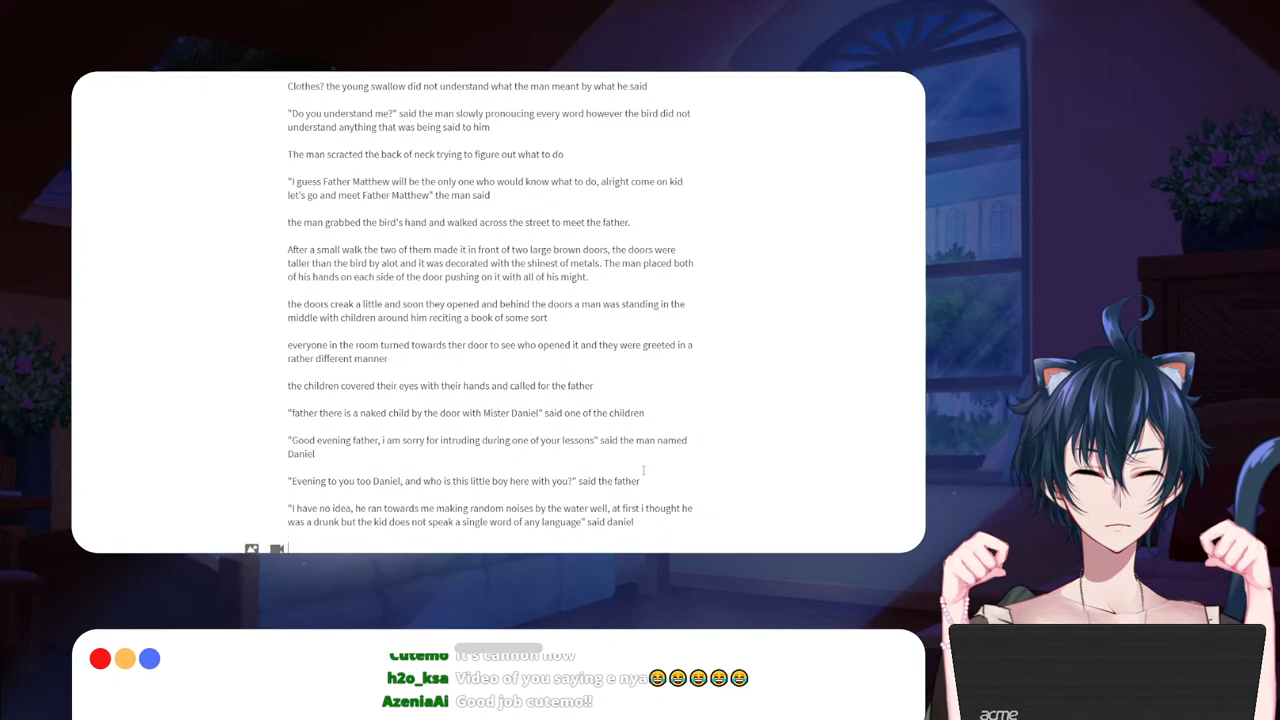 Clothes? the young swallow did not understand what the man meant by what he said
"Do you understand me?" said the man slowly pronoucing every word however the bird did not
understand anything that was being said to him
The man scracted the back of neck trying to figure out what to do
"I guess Father Matthew will be the only one who would know what to do, alright come on kid
let's go and meet Father Matthew" the man said
the man grabbed the bird's hand and walked across the street to meet the father.
After a small walk the two of them made it in front of two large brown doors, the doors were
taller than the bird by alot and it was decorated with the shinest of metals. The man placed both
of his hands on each side of the door pushing on it with all of his might.
the doors creak a little and soon they opened and behind the doors a man was standing in the
middle with children around him reciting a book of some sort
everyone in the room turned towards ther door to see who opened it and they were greeted in a
rather different manner
the children covered their eyes with their hands and called for the father
"father there is a naked child by the door with Mister Daniel" said one of the children
"Good evening father, i am sorry for intruding during one of your lessons" said the man named
Daniel
"Evening to you too Daniel, and who is this little boy here with you?" said the father
"I have no idea, he ran towards me making random noises by the water well, at first i thought he
was a drunk but the kid does not speak a single word of any language" said daniel
Cutemo It's cannon now
h2o_ksa Video of you saying e nya😂😂😂😂😂
AzeniaAi Good job cutemo!!
acme